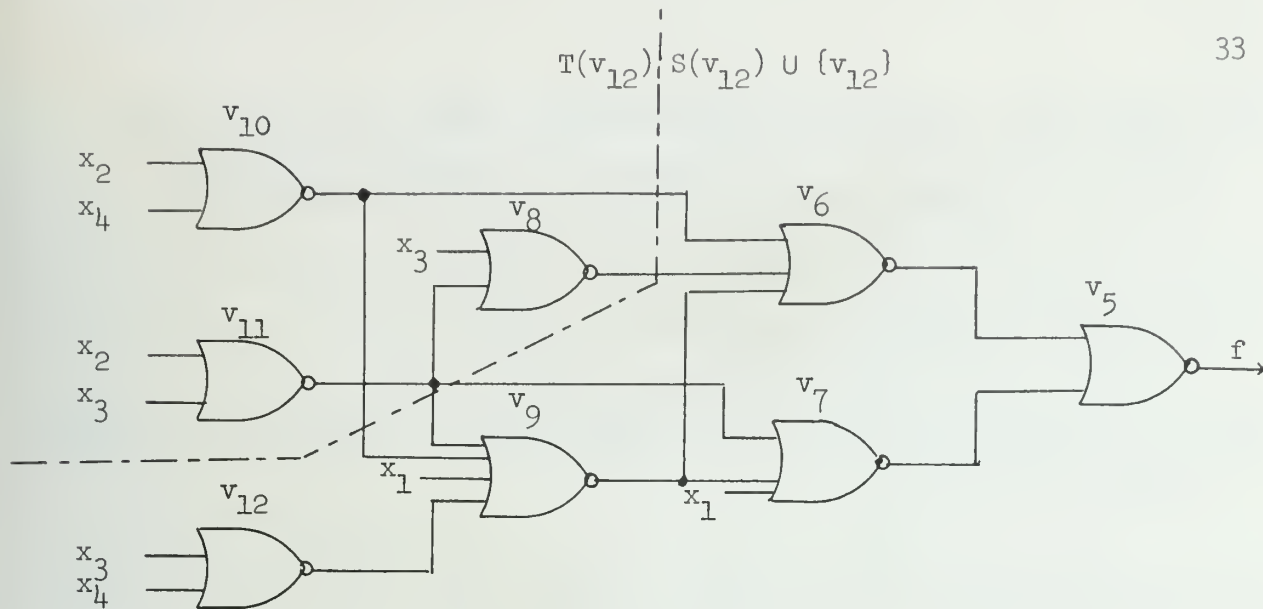 T(v12) S(v12) ∪ {v12}
33
v10
x2
x4
v8
x3
v6
v11
x2
x3
v5
f
v9
v7
x1
x1
v12
x3
x4